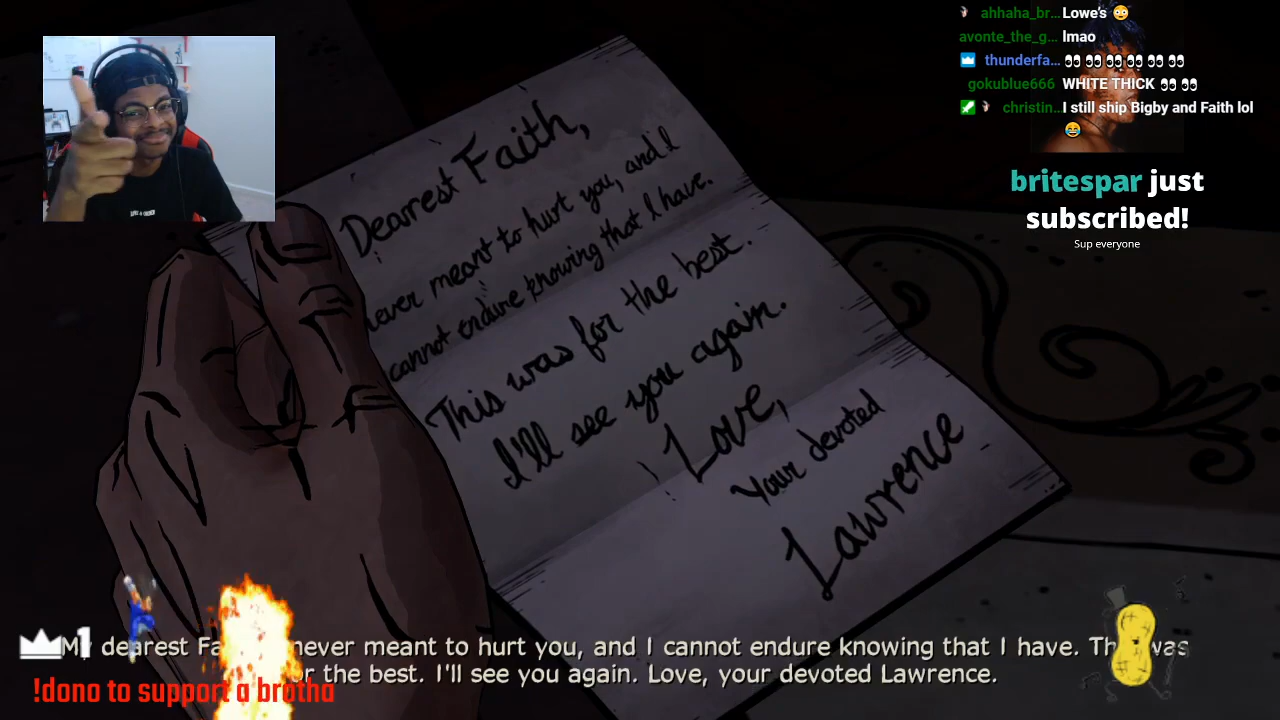 ahhaha_br… Lowe's 😳
avonte_the_g… lmao
thunderfa… 👀 👀 👀 👀 👀 👀
gokublue666 WHITE THICK 👀 👀
christin… I still ship Bigby and Faith lol
😂
britespar just
subscribed!
Sup everyone
Dearest Faith,
never meant to hurt you, and I
cannot endure knowing that I have.
This was for the best.
I'll see you again.
Love,
Your devoted
Lawrence
1
My dearest Fa never meant to hurt you, and I cannot endure knowing that I have. Th was
or the best. I'll see you again. Love, your devoted Lawrence.
!dono to support a brotha